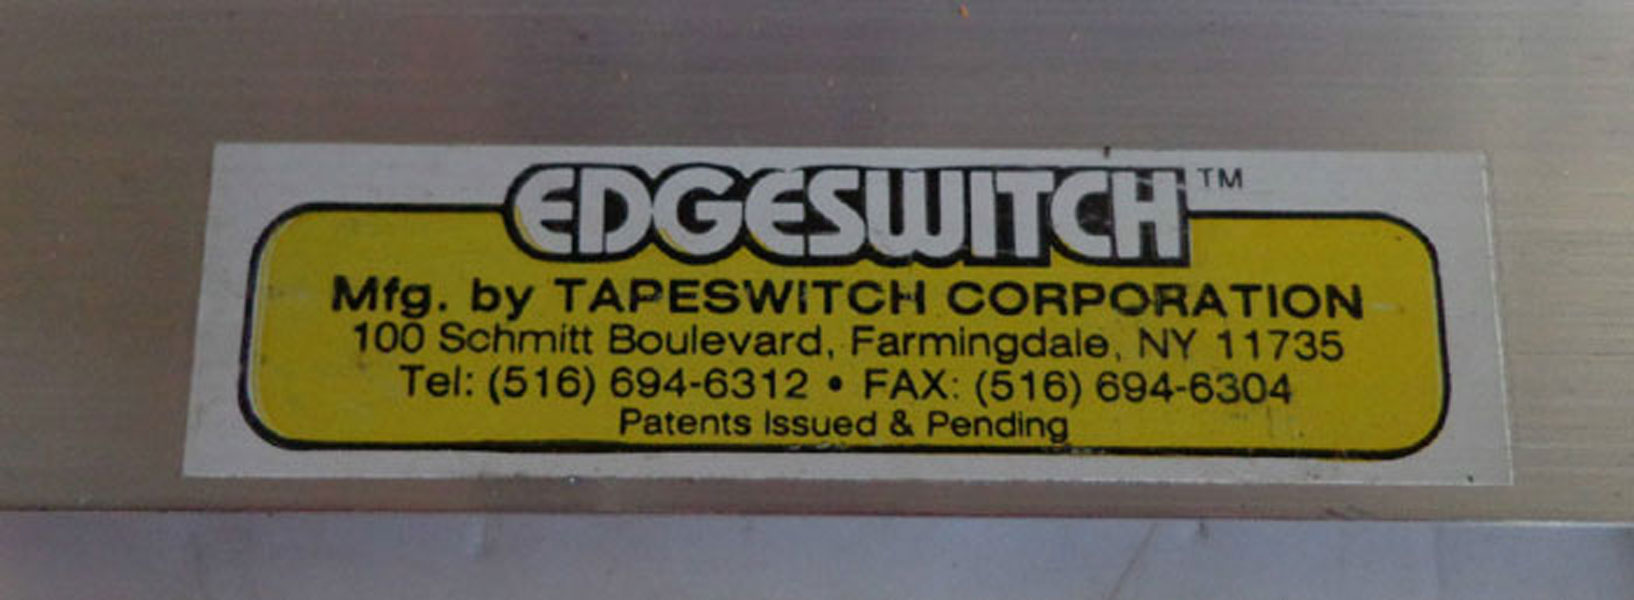 EDGESWITCH™
Mfg. by TAPESWITCH CORPORATION
100 Schmitt Boulevard, Farmingdale, NY 11735
Tel: (516) 694-6312 • FAX: (516) 694-6304
Patents Issued & Pending